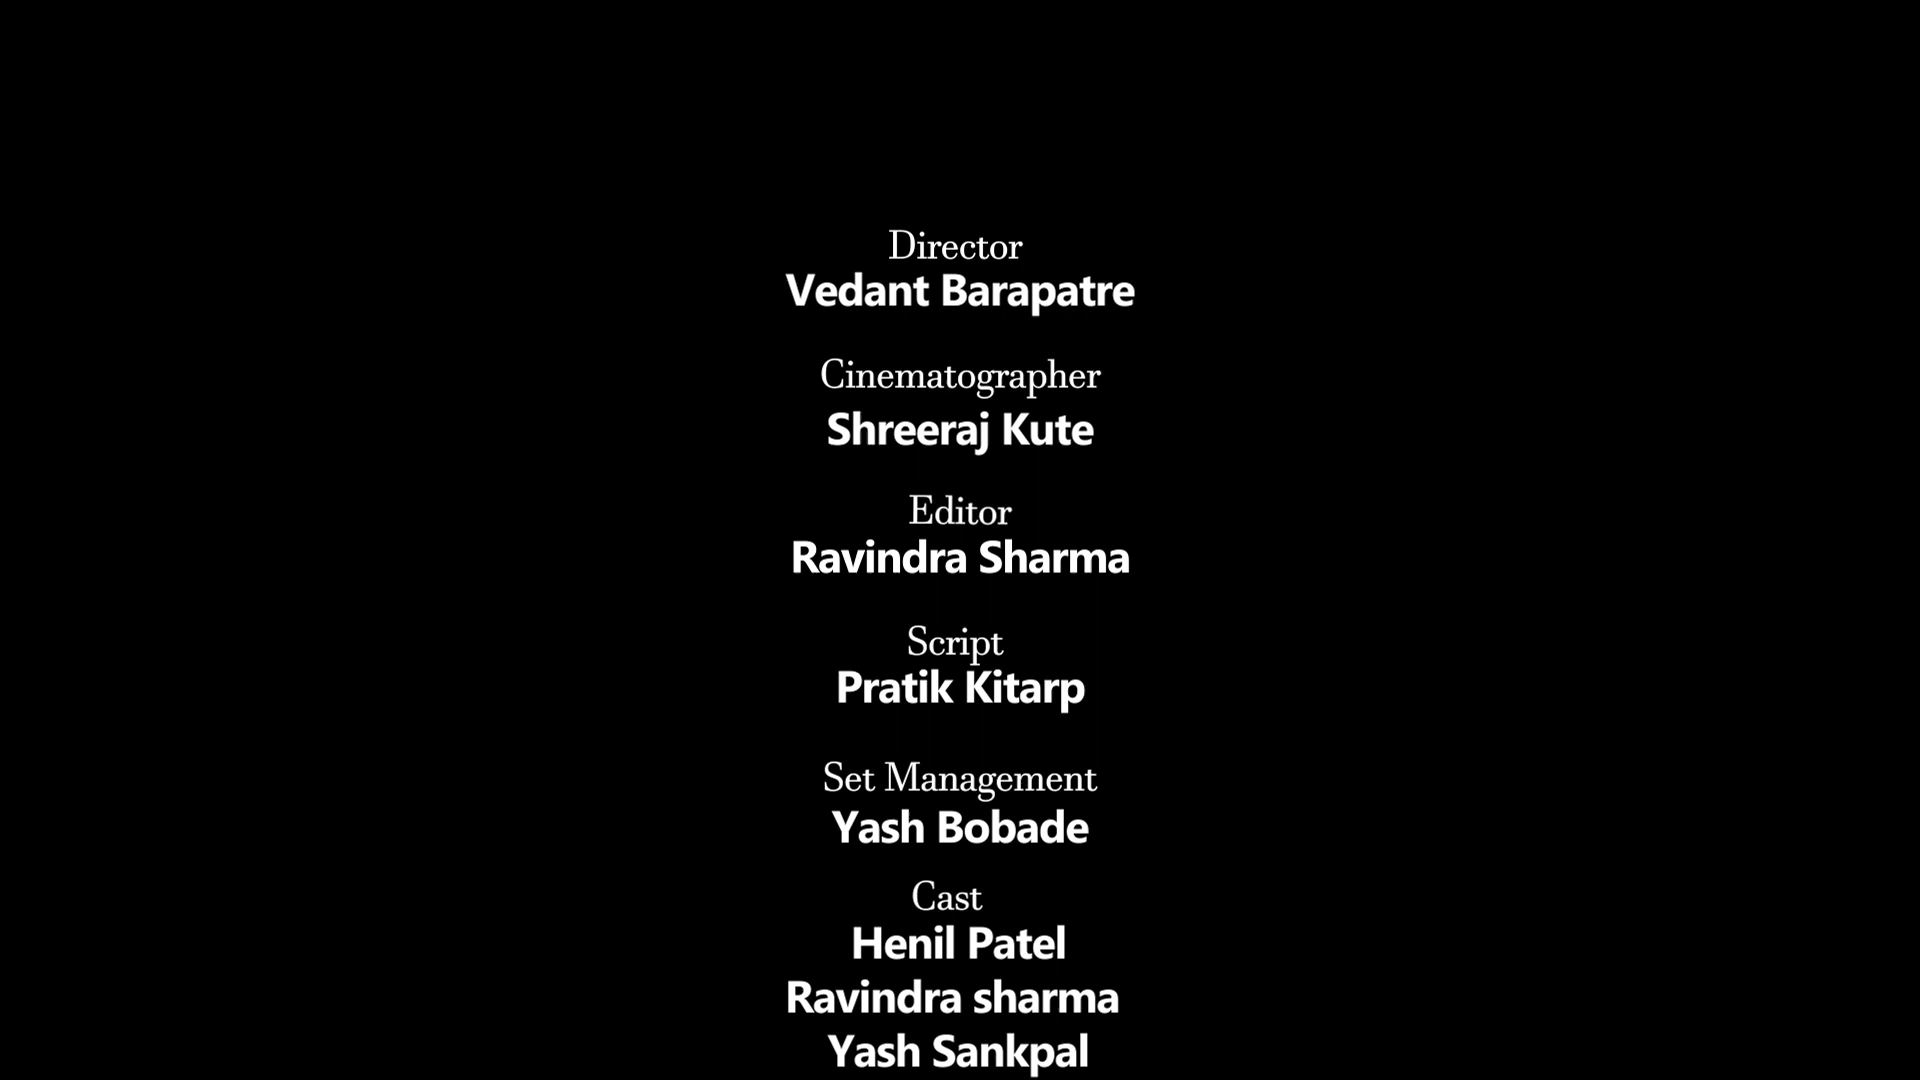 Director
Vedant Barapatre
Cinematographer
Shreeraj Kute
Editor
Ravindra Sharma
Script
Pratik Kitarp
Set Management
Yash Bobade
Cast
Henil Patel
Ravindra sharma
Yash Sankpal